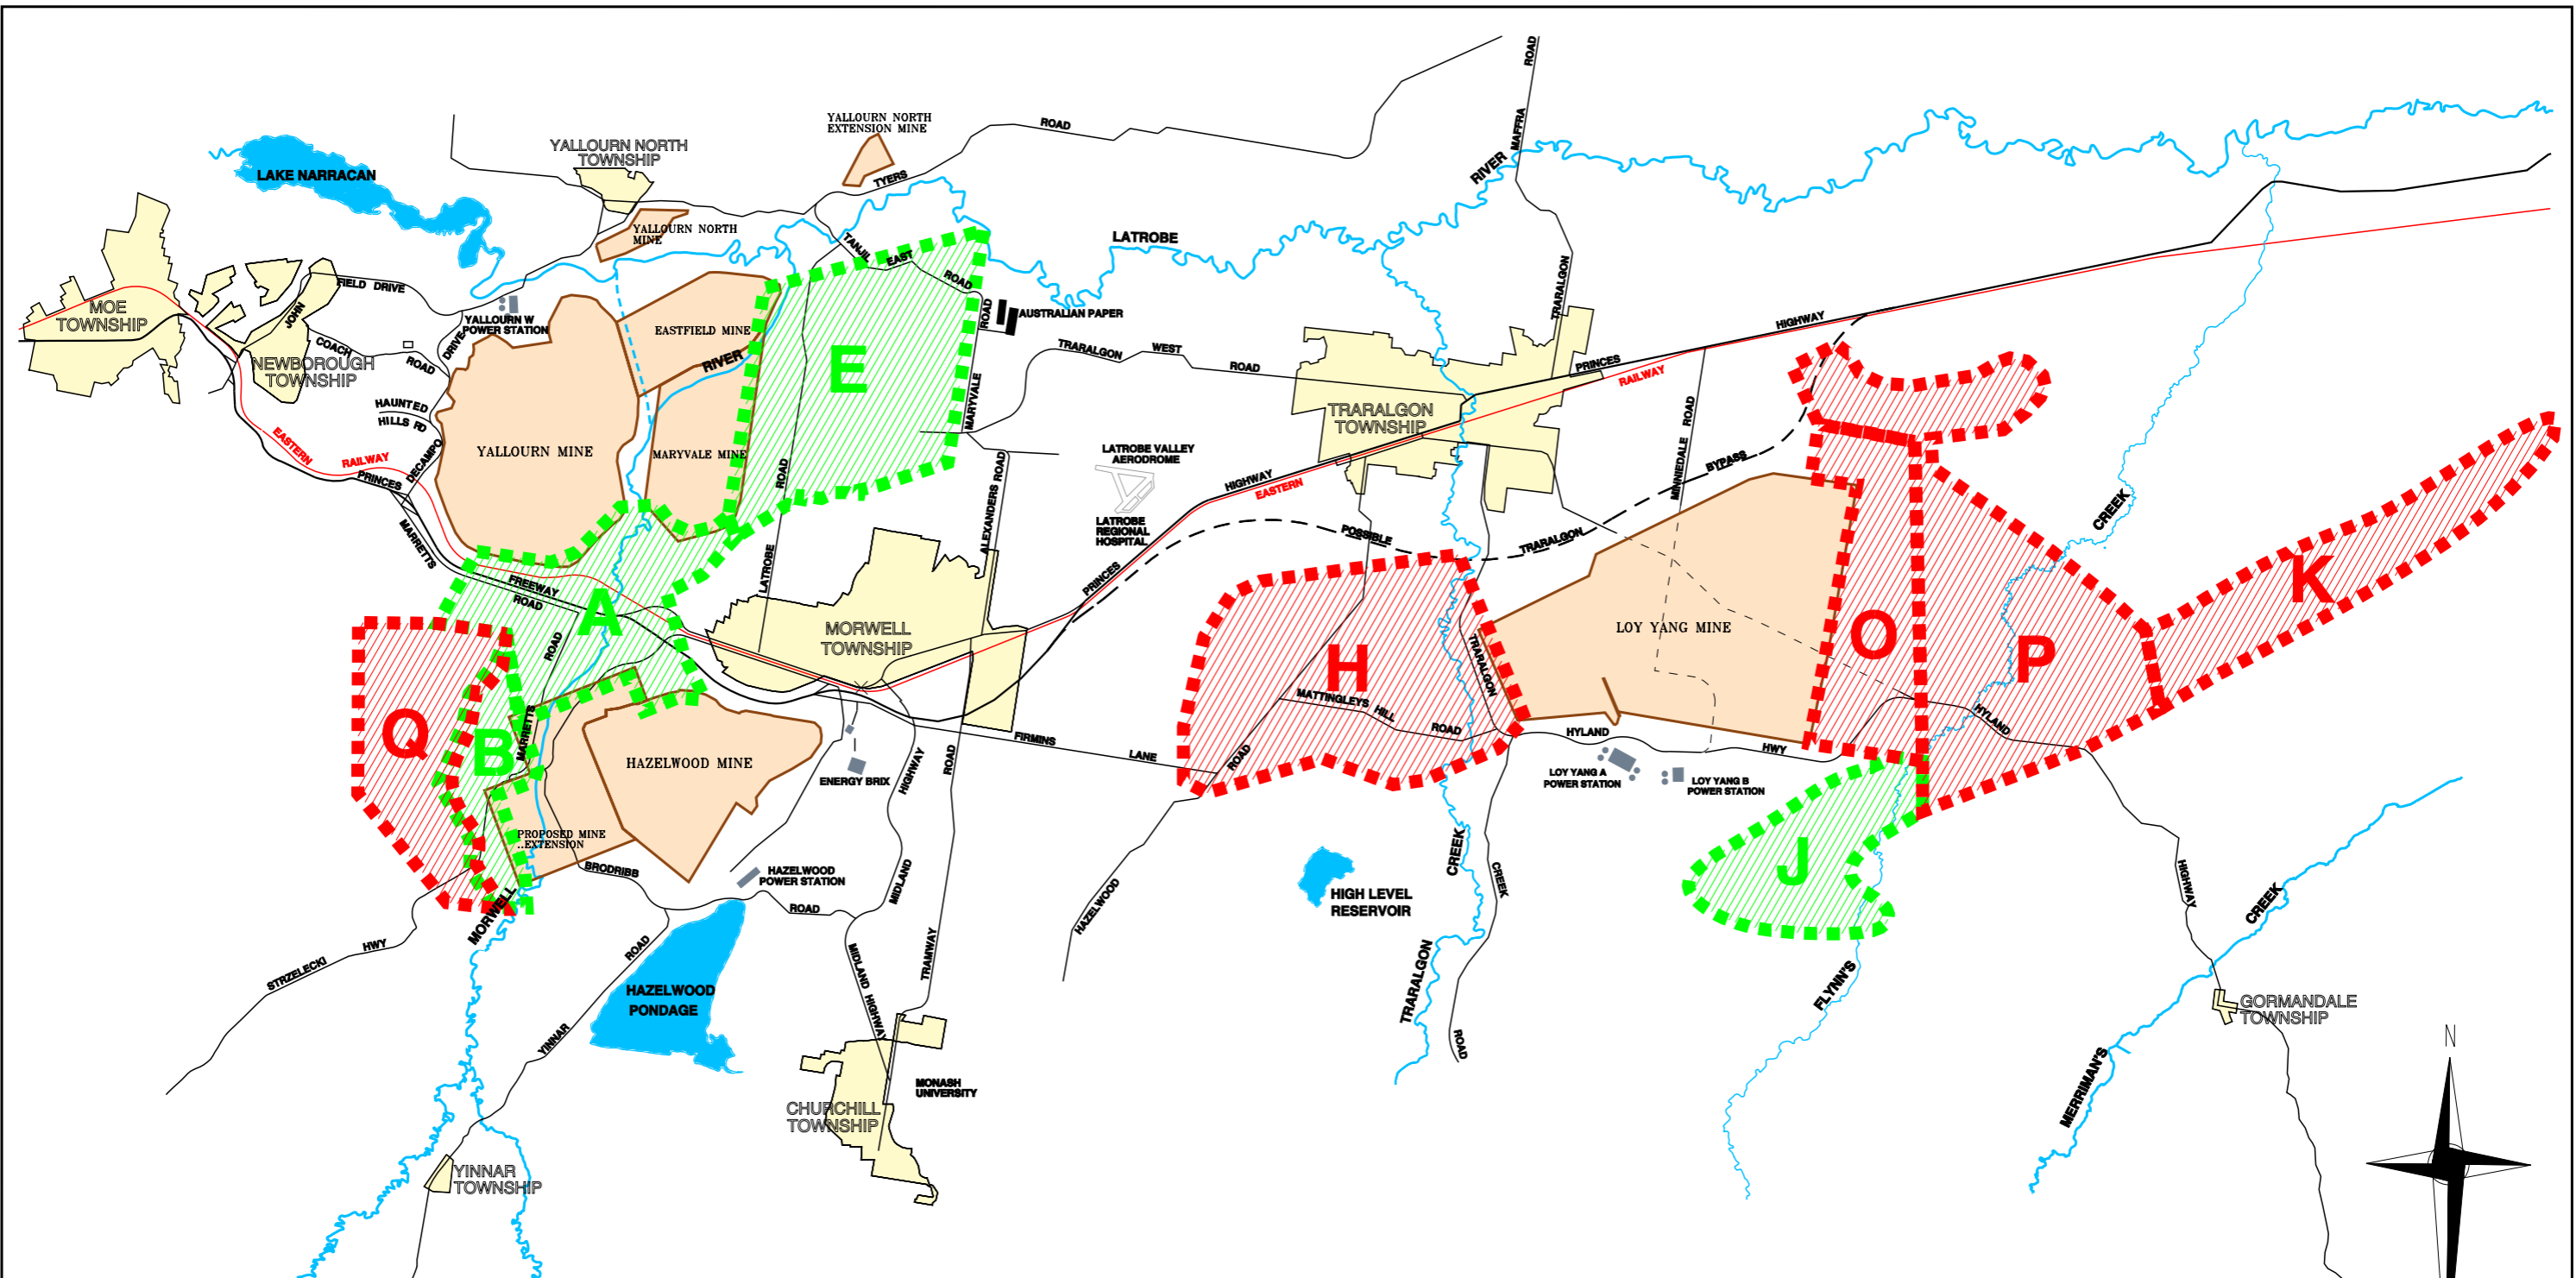 ROAD
MAFFRA
YALLOURN NORTH
EXTENSION MINE
ROAD
YALLOURN NORTH
TOWNSHIP
TYERS
LAKE NARRACAN
RIVER
YALLOURN NORTH
MINE
LATROBE
TANJIL
EAST
ROAD
FIELD DRIVE
MOE
TOWNSHIP
JOHN
YALLOURN W
POWER STATION
DRIVE
EASTFIELD MINE
RIVER
ROAD
AUSTRALIAN PAPER
TRARALGON
HIGHWAY
COACH
ROAD
NEWBOROUGH
TOWNSHIP
E
TRARALGON
WEST
ROAD
PRINCES
RAILWAY
HAUNTED
HILLS RD
MARYVALE
TRARALGON
TOWNSHIP
MINNIEDALE ROAD
EASTERN
RAILWAY
PRINCES
DECAMPO
YALLOURN MINE
MARYVALE MINE
ROAD
LATROBE VALLEY
AERODROME
HIGHWAY
EASTERN
BYPASS
ALEXANDERS ROAD
LATROBE
REGIONAL
HOSPITAL
POSSIBLE
TRARALGON
CREEK
MARRETTS
FREEWAY
ROAD
A
LATROBE
PRINCES
K
MORWELL
TOWNSHIP
ROAD
H
TRARALGON
LOY YANG MINE
O
P
MATTINGLEYS
HILL
ROAD
Q
B
MARRETTS
HAZELWOOD MINE
FIRMINS
LANE
ROAD
HYLAND
HWY
HYLAND
ENERGY BRIX
HIGHWAY
ROAD
LOY YANG A
POWER STATION
LOY YANG B
POWER STATION
PROPOSED MINE
..EXTENSION
BRODRIBB
HAZELWOOD
POWER STATION
MIDLAND
ROAD
HAZELWOOD
HIGH LEVEL
RESERVOIR
CREEK
CREEK
J
HIGHWAY
CREEK
MORWELL
HWY
STRZELECKI
ROAD
YINNAR
HAZELWOOD
PONDAGE
MIDLAND HIGHWAY
TRAMWAY
TRARALGON
ROAD
FLYNN'S
GORMANDALE
TOWNSHIP
MERRIMAN'S
N
MONASH
UNIVERSITY
CHURCHILL
TOWNSHIP
YINNAR
TOWNSHIP